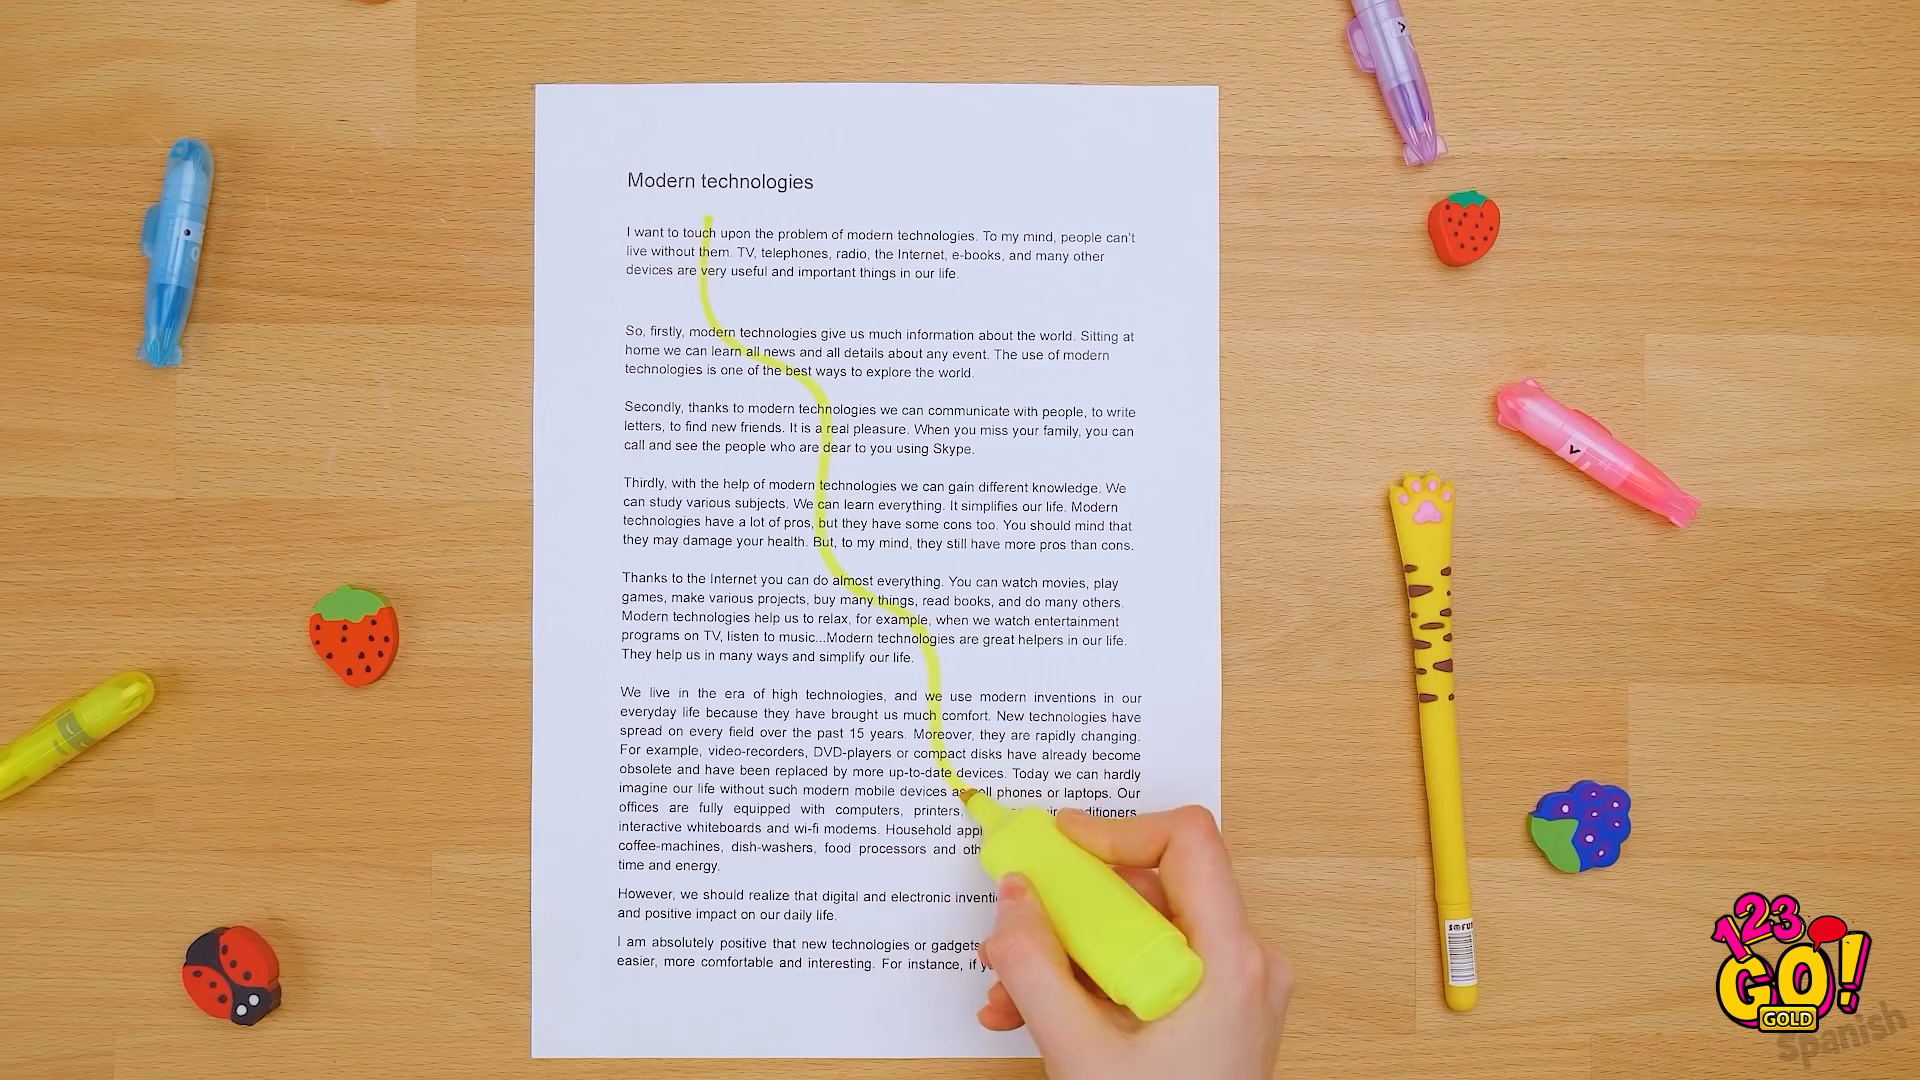 Modern technologies
I want to touch upon the problem of modern technologies. To my mind, people can't
live without them. TV, telephones, radio, the Internet, e-books, and many other
devices are very useful and important things in our life.
So, firstly, modern technologies give us much information about the world. Sitting at
home we can learn all news and all details about any event. The use of modern
technologies is one of the best ways to explore the world.
Secondly, thanks to modern technologies we can communicate with people, to write
letters, to find new friends. It is a real pleasure. When you miss your family, you can
call and see the people who are dear to you using Skype.
Thirdly, with the help of modern technologies we can gain different knowledge. We
can study various subjects. We can learn everything. It simplifies our life. Modern
technologies have a lot of pros, but they have some cons too. You should mind that
they may damage your health. But, to my mind, they still have more pros than cons.
Thanks to the Internet you can do almost everything. You can watch movies, play
games, make various projects, buy many things, read books, and do many others.
Modern technologies help us to relax, for example, when we watch entertainment
programs on TV, listen to music...Modern technologies are great helpers in our life.
They help us in many ways and simplify our life.
We live in the era of high technologies, and we use modern inventions in our
everyday life because they have brought us much comfort. New technologies have
spread on every field over the past 15 years. Moreover, they are rapidly changing.
For example, video-recorders, DVD-players or compact disks have already become
obsolete and have been replaced by more up-to-date devices. Today we can hardly
imagine our life without such modern mobile devices as phones or laptops. Our
offices are fully equipped with computers, printers,
interactive whiteboards and wi-fi modems. Household
coffee-machines, dish-washers, food processors and
time and energy.
However, we should realize that digital and electronic
and positive impact on our daily life.
I am absolutely positive that new technologies or gadgets
easier, more comfortable and interesting. For instance, if
123
GO!
GOLD
Spanish